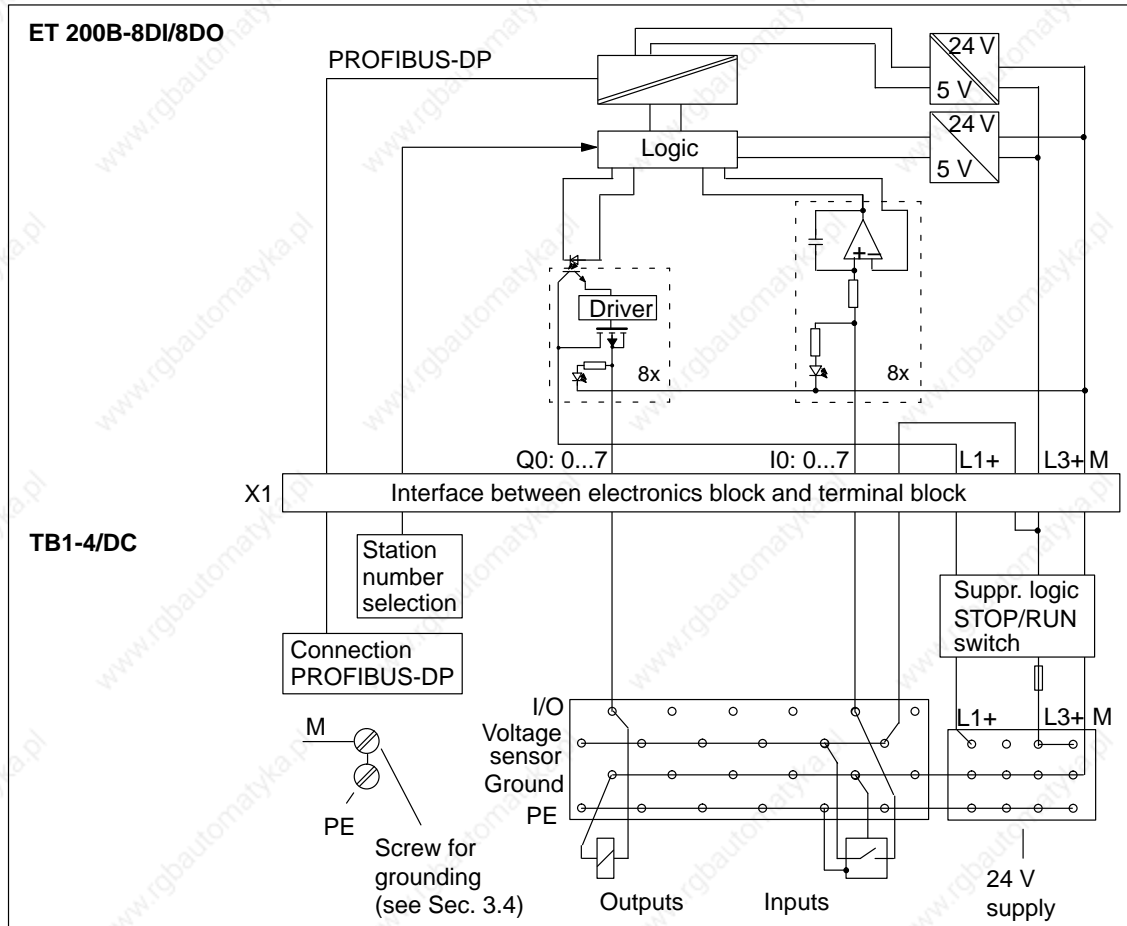 ET 200B-8DI/8DO
PROFIBUS-DP
24 V
5 V
Logic
24 V
5 V
+ −
Driver
8x
8x
Q0: 0...7
I0: 0...7
L1+
L3+ M
X1
Interface between electronics block and terminal block
TB1-4/DC
Station
number
selection
Suppr. logic
STOP/RUN
switch
Connection
PROFIBUS-DP
I/O
Voltage
sensor
Ground
PE
L1+
L3+ M
M
PE
Screw for
grounding
(see Sec. 3.4)
Outputs
Inputs
24 V
supply
www.rgbautomatyka.pl